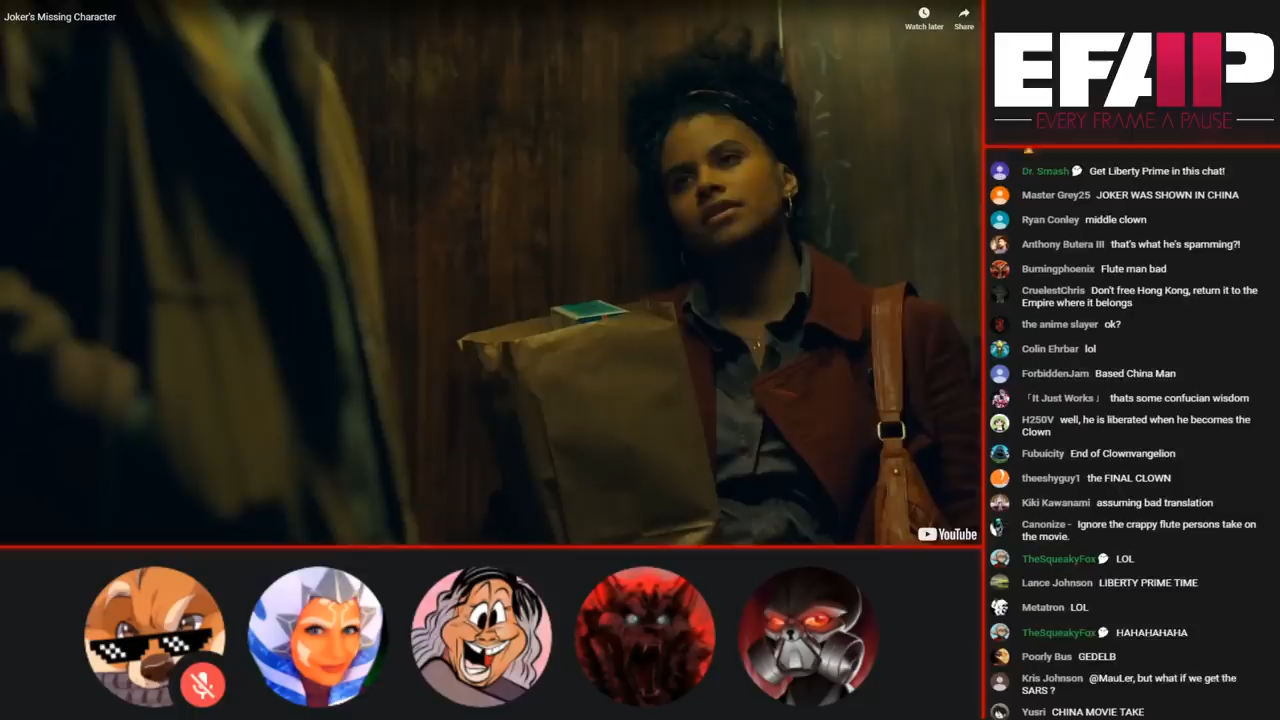 Joker's Missing Character
Watch later
Share
YouTube
EFAP
EVERY FRAME A PAUSE
Dr. Smash Get Liberty Prime in this chat!
Master Grey25 JOKER WAS SHOWN IN CHINA
Ryan Conley middle clown
Anthony Butera III that's what he's spamming?!
Burningphoenix Flute man bad
CruelestChris Don't free Hong Kong, return it to the
Empire where it belongs
the anime slayer ok?
Colin Ehrbar lol
ForbiddenJam Based China Man
「It Just Works」 thats some confucian wisdom
H250V well, he is liberated when he becomes the
Clown
Fubuicity End of Clownvangelion
theeshyguy1 the FINAL CLOWN
Kiki Kawanami assuming bad translation
Canonize - Ignore the crappy flute persons take on
the movie.
TheSqueakyFox LOL
Lance Johnson LIBERTY PRIME TIME
Metatron LOL
TheSqueakyFox HAHAHAHAHA
Poorly Bus GEDELB
Kris Johnson @MauLer, but what if we get the
SARS ?
Yusri CHINA MOVIE TAKE